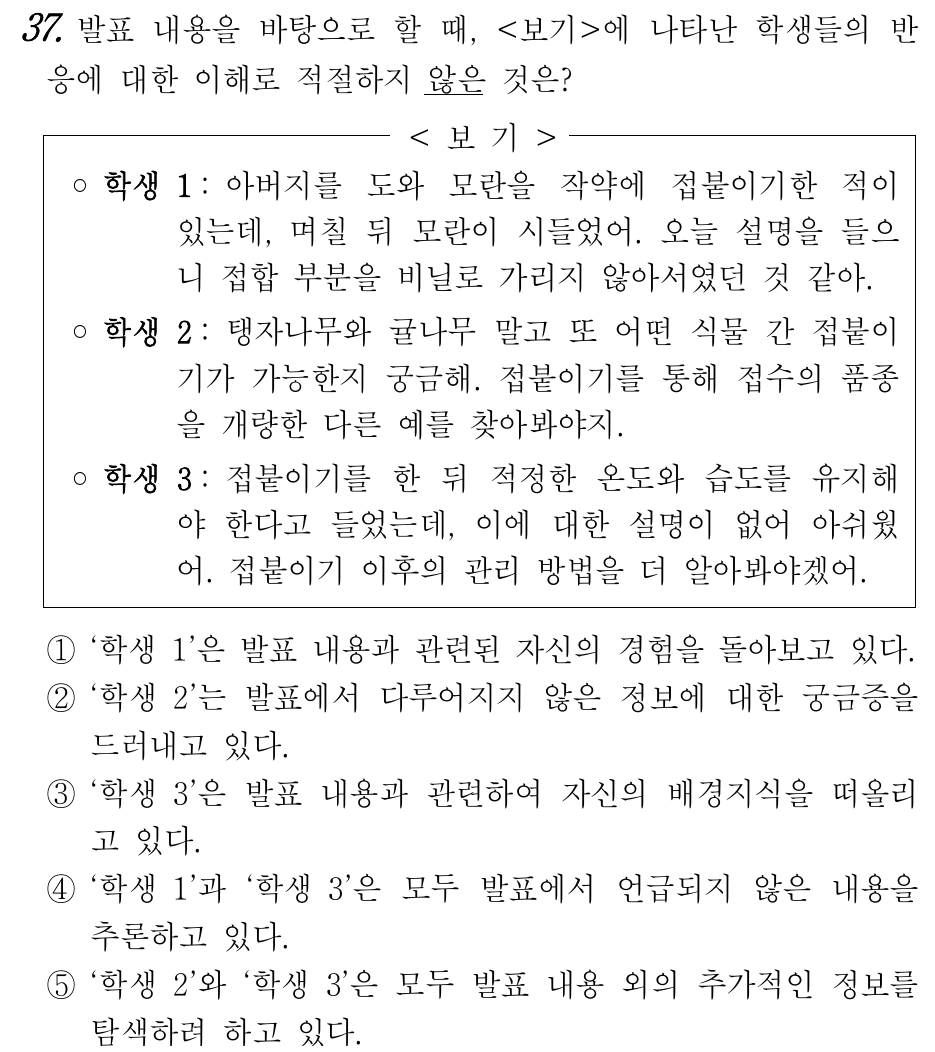 37. 발표 내용을 바탕으로 할 때, <보기>에 나타난 학생들의 반
응에 대한 이해로 적절하지 않은 것은?
< 보 기 >
○ 학생 1 : 아버지를 도와 모란을 작약에 접붙이기한 적이
있는데, 며칠 뒤 모란이 시들었어. 오늘 설명을 들으
니 접합 부분을 비닐로 가리지 않아서였던 것 같아.
○ 학생 2 : 탱자나무와 귤나무 말고 또 어떤 식물 간 접붙이
기가 가능한지 궁금해. 접붙이기를 통해 접수의 품종
을 개량한 다른 예를 찾아봐야지.
○ 학생 3 : 접붙이기를 한 뒤 적정한 온도와 습도를 유지해
야 한다고 들었는데, 이에 대한 설명이 없어 아쉬웠
어. 접붙이기 이후의 관리 방법을 더 알아봐야겠어.
① ‘학생 1’은 발표 내용과 관련된 자신의 경험을 돌아보고 있다.
② ‘학생 2’는 발표에서 다루어지지 않은 정보에 대한 궁금증을
드러내고 있다.
③ ‘학생 3’은 발표 내용과 관련하여 자신의 배경지식을 떠올리
고 있다.
④ ‘학생 1’과 ‘학생 3’은 모두 발표에서 언급되지 않은 내용을
추론하고 있다.
⑤ ‘학생 2’와 ‘학생 3’은 모두 발표 내용 외의 추가적인 정보를
탐색하려 하고 있다.